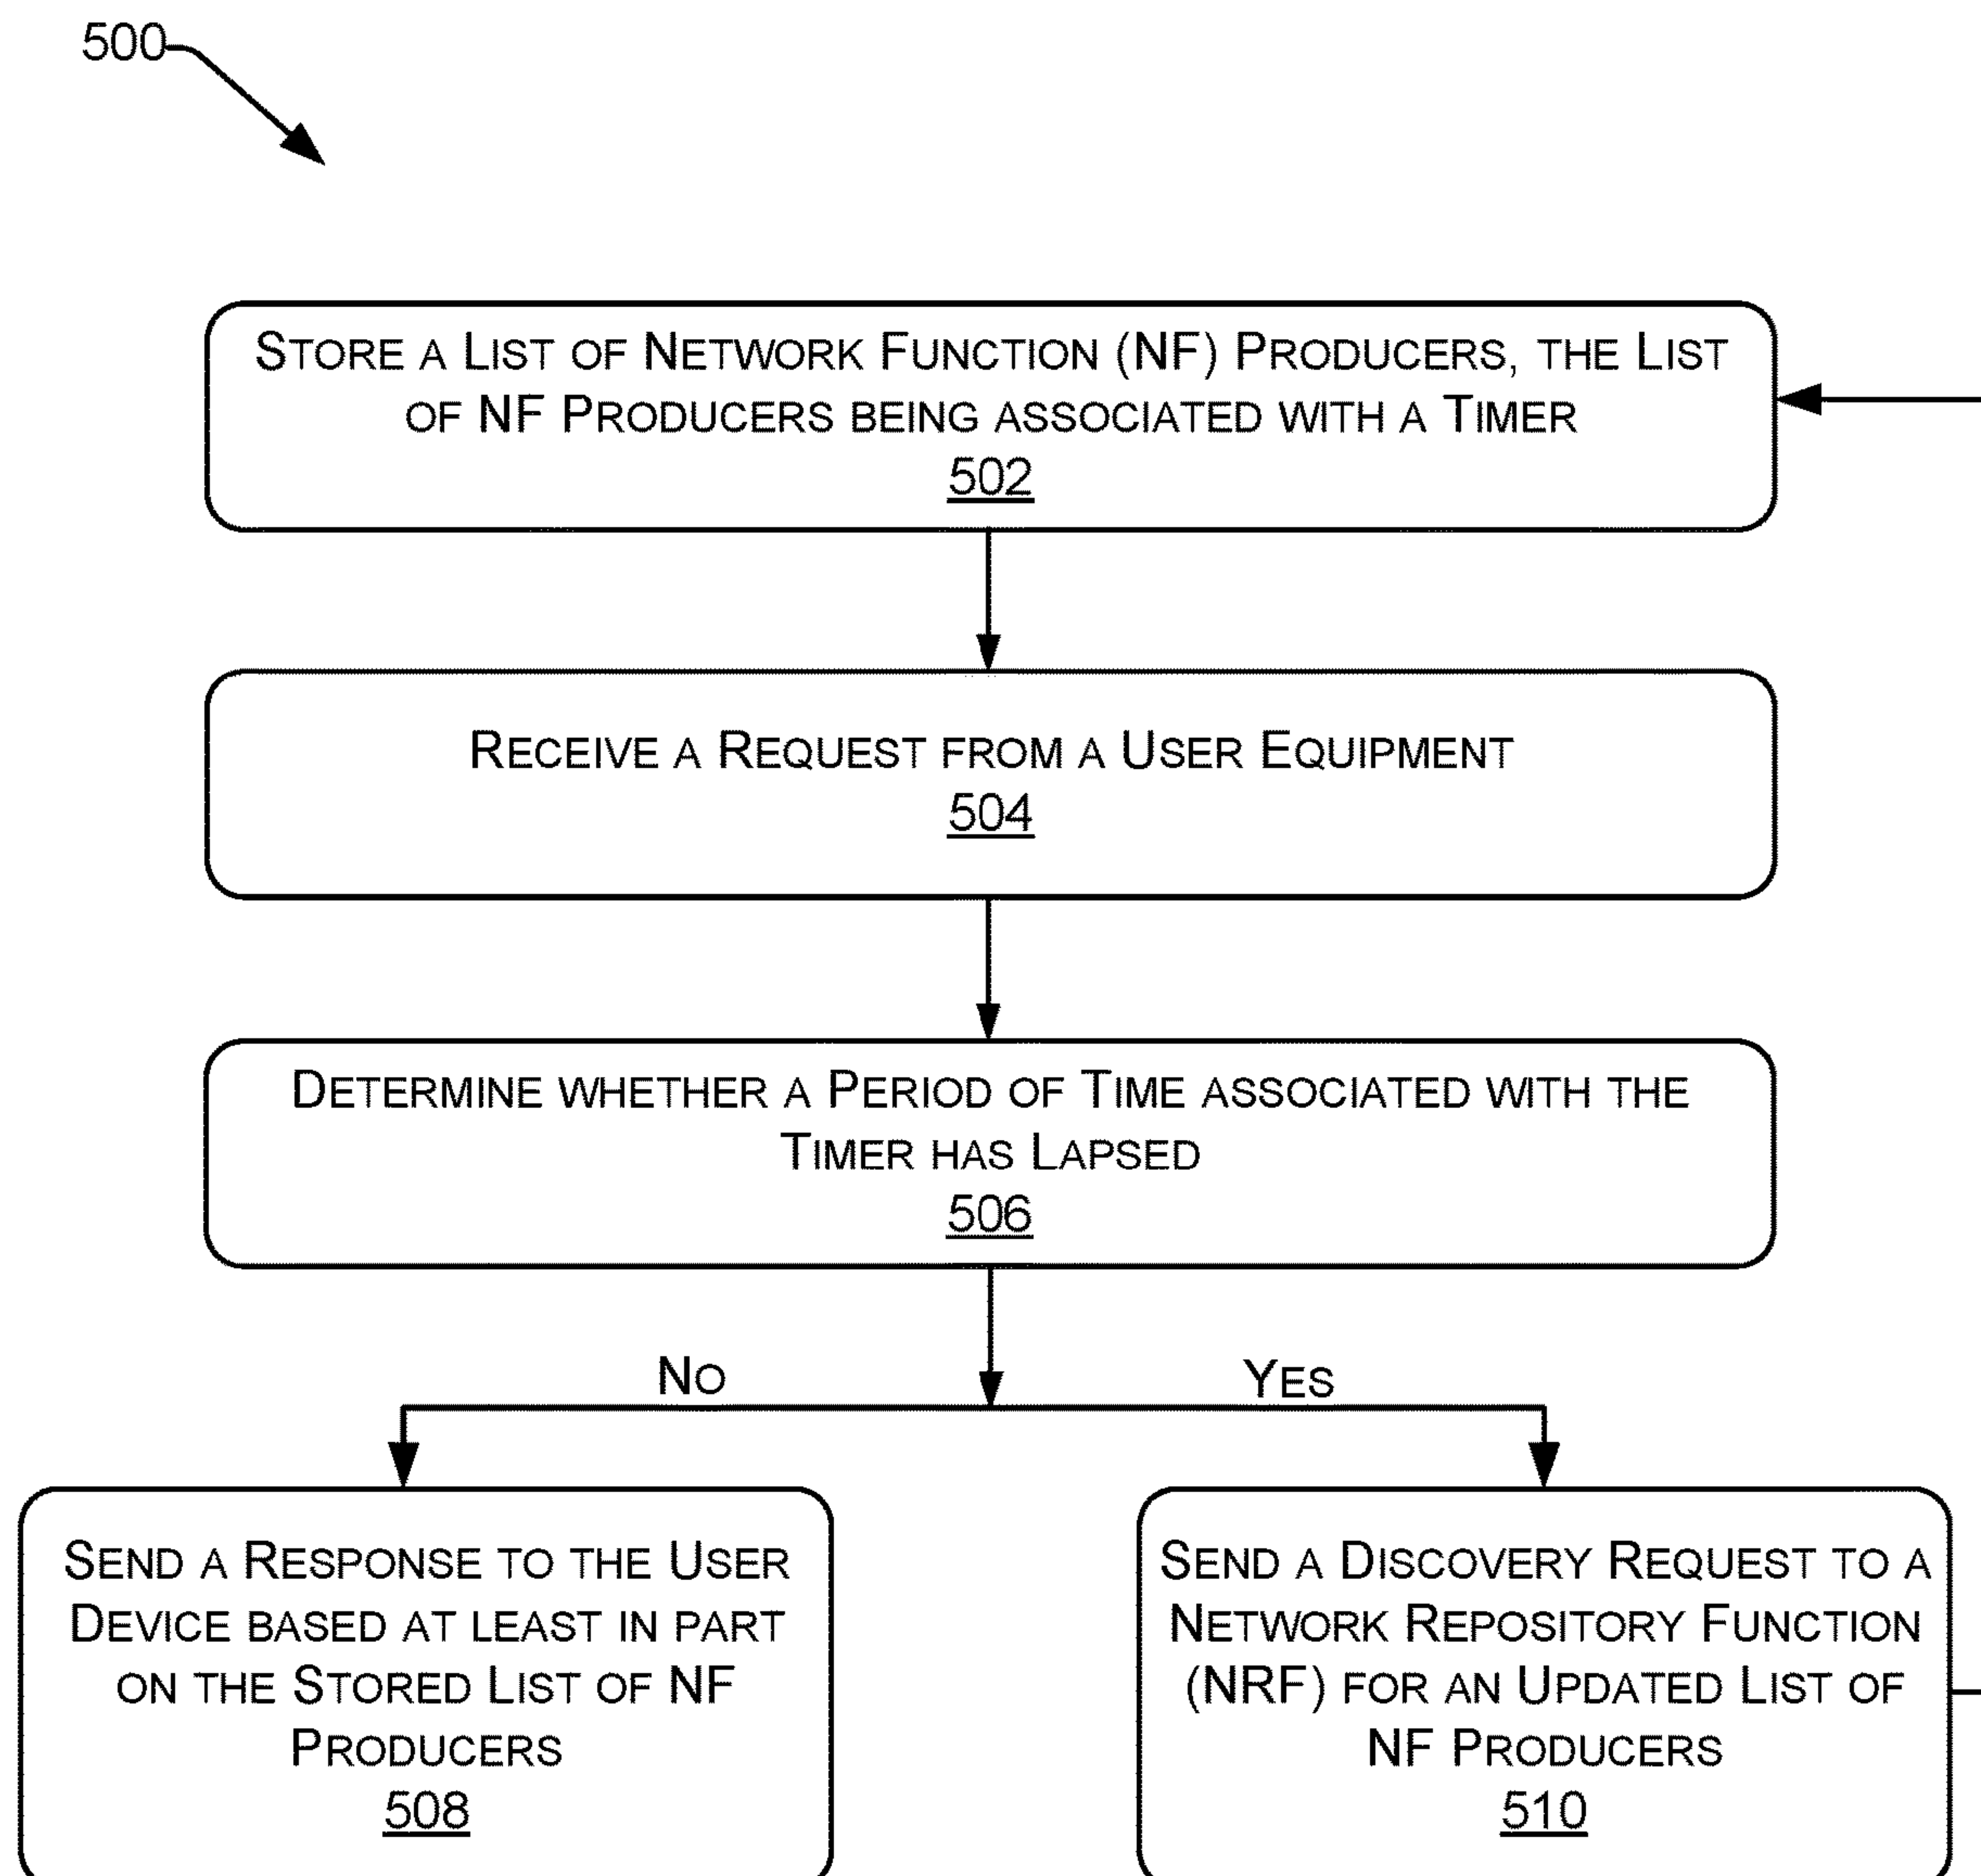 500
STORE A LIST OF NETWORK FUNCTION (NF) PRODUCERS, THE LIST
OF NF PRODUCERS BEING ASSOCIATED WITH A TIMER
502
RECEIVE A REQUEST FROM A USER EQUIPMENT
504
DETERMINE WHETHER A PERIOD OF TIME ASSOCIATED WITH THE
TIMER HAS LAPSED
506
NO
YES
SEND A RESPONSE TO THE USER
DEVICE BASED AT LEAST IN PART
ON THE STORED LIST OF NF
PRODUCERS
508
SEND A DISCOVERY REQUEST TO A
NETWORK REPOSITORY FUNCTION
(NRF) FOR AN UPDATED LIST OF
NF PRODUCERS
510